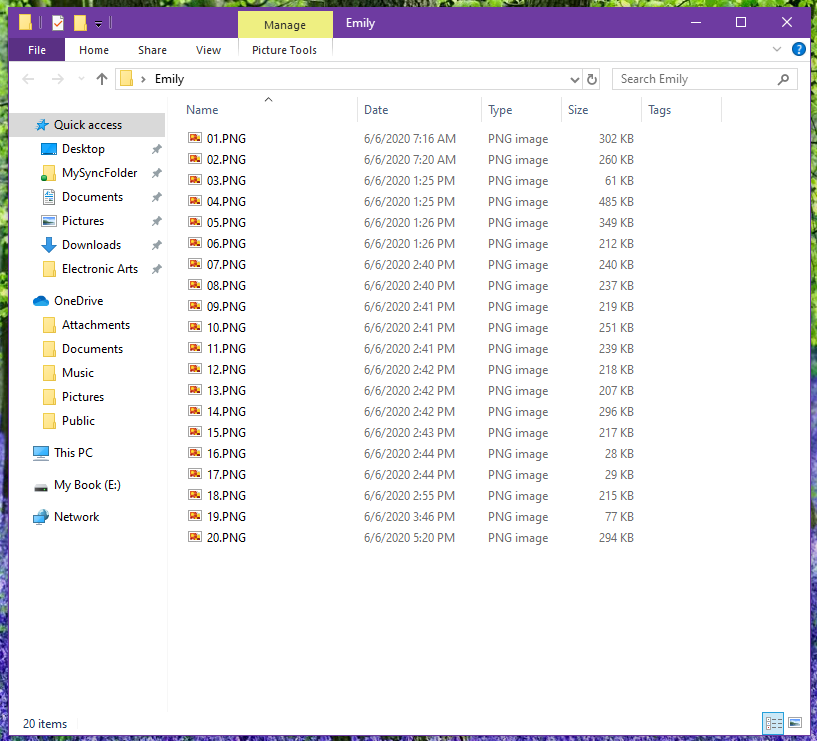 Manage
Emily
File
Home
Share
View
Picture Tools
?
Emily
Search Emily
Name
Date
Type
Size
Tags
Quick access
Desktop
MySyncFolder
Documents
Pictures
Downloads
Electronic Arts
OneDrive
Attachments
Documents
Music
Pictures
Public
This PC
My Book (E:)
Network
01.PNG 6/6/2020 7:16 AM PNG image 302 KB
02.PNG 6/6/2020 7:20 AM PNG image 260 KB
03.PNG 6/6/2020 1:25 PM PNG image 61 KB
04.PNG 6/6/2020 1:25 PM PNG image 485 KB
05.PNG 6/6/2020 1:26 PM PNG image 349 KB
06.PNG 6/6/2020 1:26 PM PNG image 212 KB
07.PNG 6/6/2020 2:40 PM PNG image 240 KB
08.PNG 6/6/2020 2:40 PM PNG image 237 KB
09.PNG 6/6/2020 2:41 PM PNG image 219 KB
10.PNG 6/6/2020 2:41 PM PNG image 251 KB
11.PNG 6/6/2020 2:41 PM PNG image 239 KB
12.PNG 6/6/2020 2:42 PM PNG image 218 KB
13.PNG 6/6/2020 2:42 PM PNG image 207 KB
14.PNG 6/6/2020 2:42 PM PNG image 296 KB
15.PNG 6/6/2020 2:43 PM PNG image 217 KB
16.PNG 6/6/2020 2:44 PM PNG image 28 KB
17.PNG 6/6/2020 2:44 PM PNG image 29 KB
18.PNG 6/6/2020 2:55 PM PNG image 215 KB
19.PNG 6/6/2020 3:46 PM PNG image 77 KB
20.PNG 6/6/2020 5:20 PM PNG image 294 KB
20 items